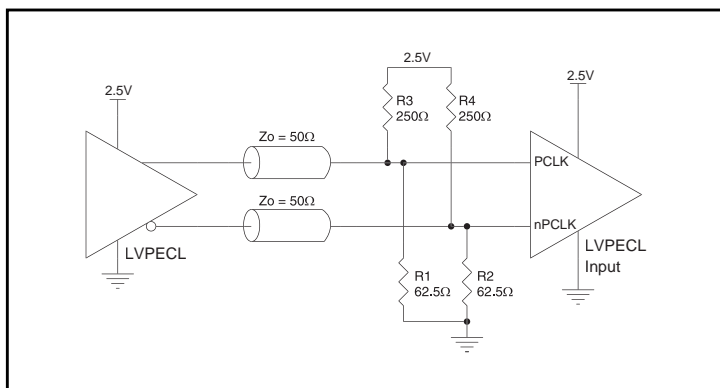 2.5V
R3
250Ω
R4
250Ω
2.5V
2.5V
Zo = 50Ω
PCLK
Zo = 50Ω
nPCLK
LVPECL
LVPECL
Input
R1
62.5Ω
R2
62.5Ω